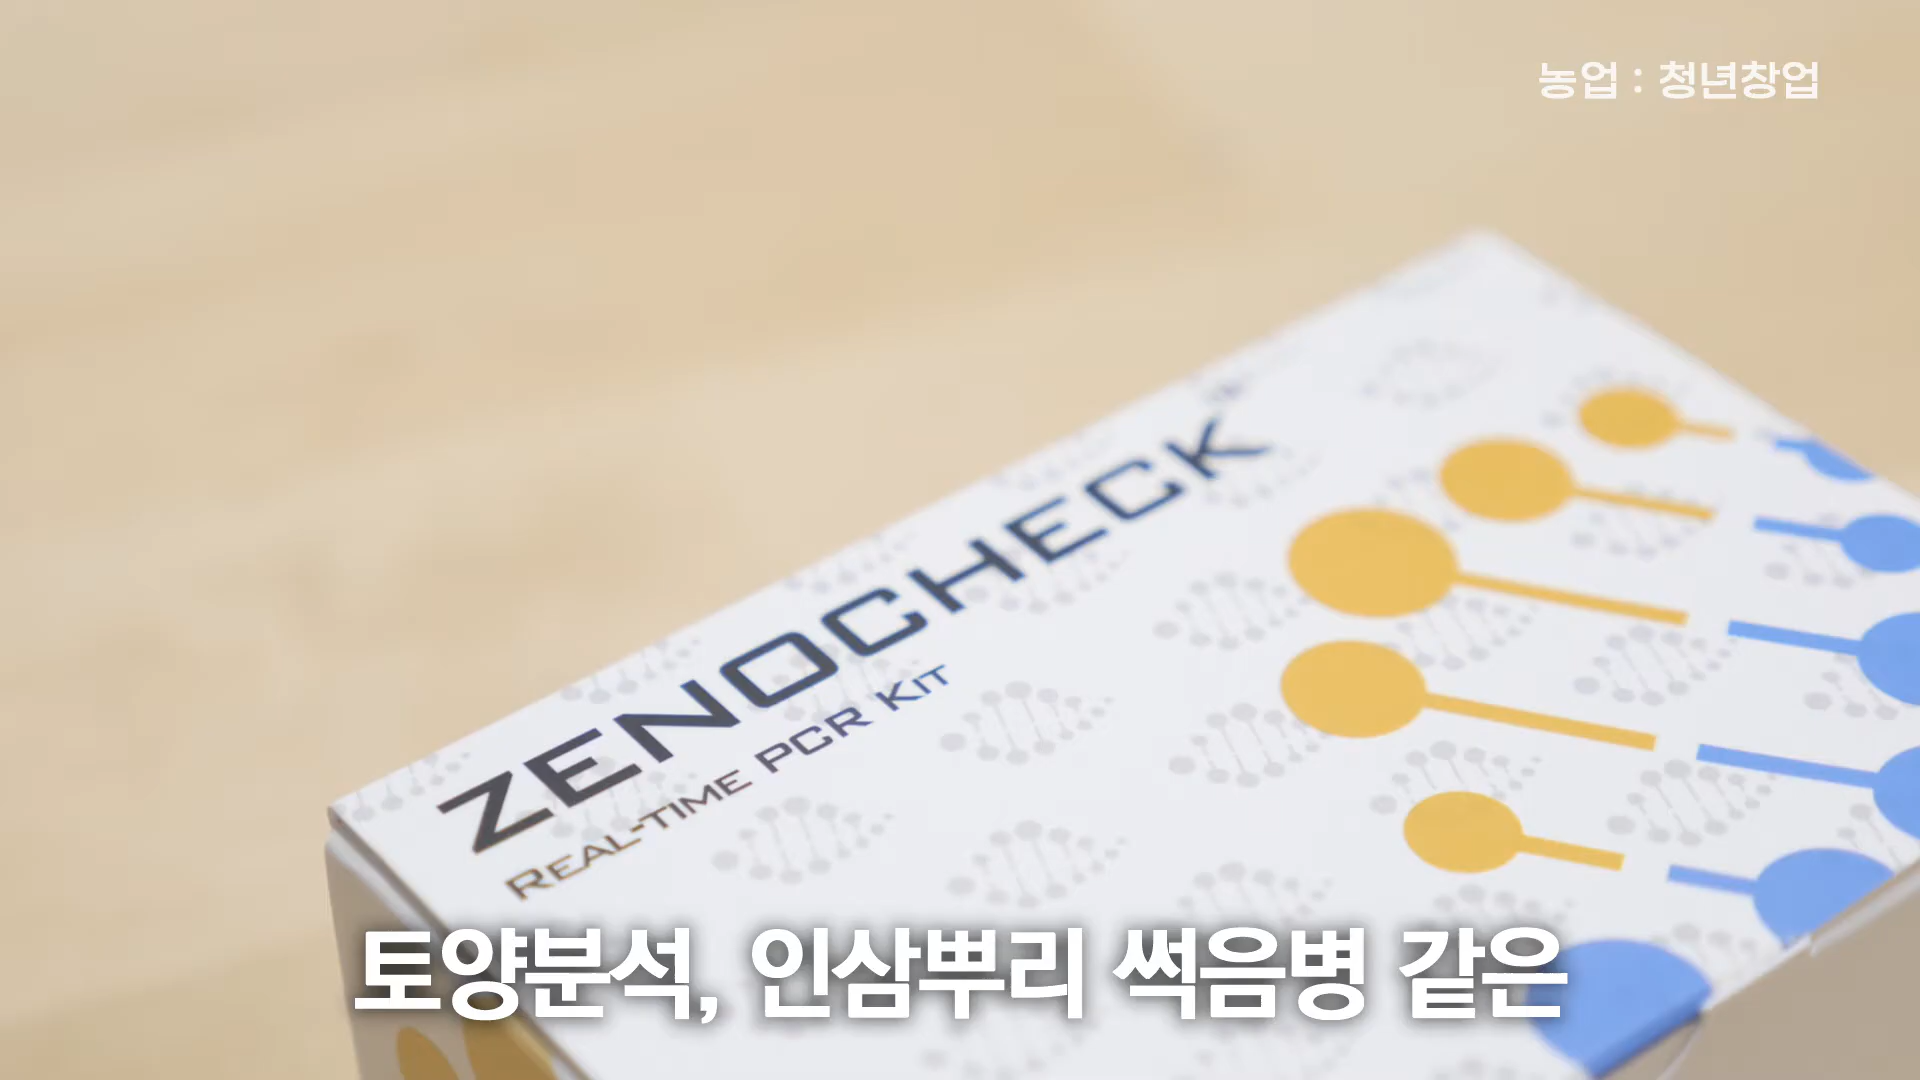 농업 : 청년창업
ZENOCHECK
REAL-TIME PCR KIT
토양분석, 인삼뿌리 썩음병 같은